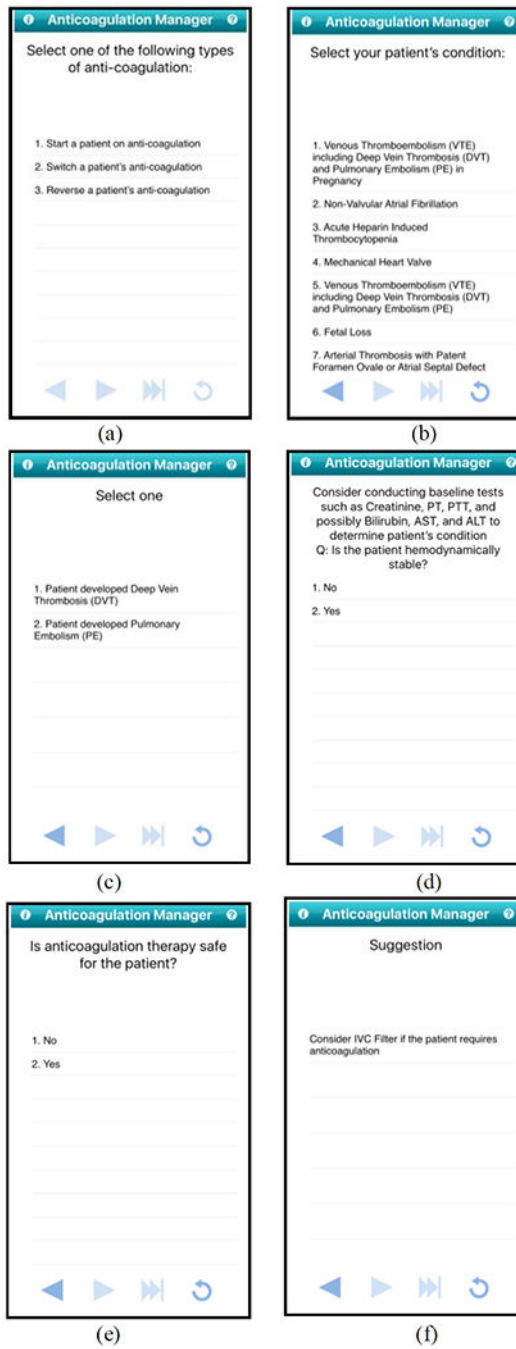 Anticoagulation Manager
Select one of the following types
of anti-coagulation:
1. Start a patient on anti-coagulation
2. Switch a patient's anti-coagulation
3. Reverse a patient's anti-coagulation
(a)
Anticoagulation Manager
Select your patient's condition:
1. Venous Thromboembolism (VTE)
including Deep Vein Thrombosis (DVT)
and Pulmonary Embolism (PE) in
Pregnancy
2. Non-Valvular Atrial Fibrillation
3. Acute Heparin Induced
Thrombocytopenia
4. Mechanical Heart Valve
5. Venous Thromboembolism (VTE)
including Deep Vein Thrombosis (DVT)
and Pulmonary Embolism (PE)
6. Fetal Loss
7. Arterial Thrombosis with Patent
Foramen Ovale or Atrial Septal Defect
(b)
Anticoagulation Manager
Select one
1. Patient developed Deep Vein
Thrombosis (DVT)
2. Patient developed Pulmonary
Embolism (PE)
(c)
Anticoagulation Manager
Consider conducting baseline tests
such as Creatinine, PT, PTT, and
possibly Bilirubin, AST, and ALT to
determine patient's condition
Q: Is the patient hemodynamically
stable?
1. No
2. Yes
(d)
Anticoagulation Manager
Is anticoagulation therapy safe
for the patient?
1. No
2. Yes
(e)
Anticoagulation Manager
Suggestion
Consider IVC Filter if the patient requires
anticoagulation
(f)